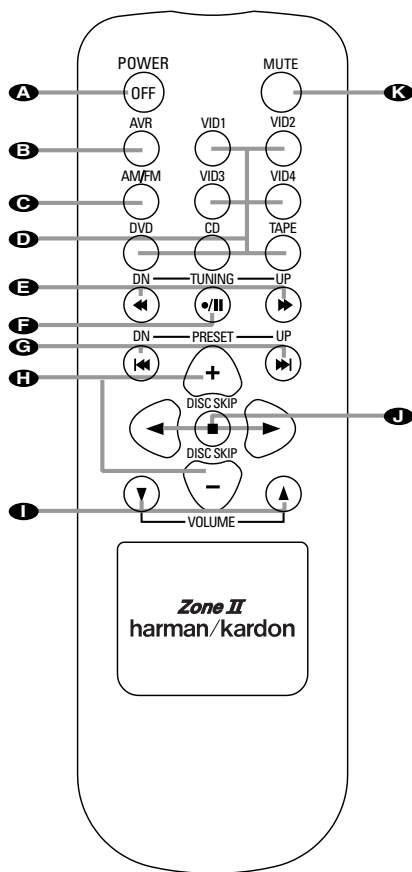 POWER MUTE
A OFF K
AVR VID1 VID2
B
AM/FM VID3 VID4
C
D
DVD CD TAPE
E DN TUNING UP
F
G DN PRESET UP
H +
DISC SKIP
J
DISC SKIP
−
I
VOLUME
Zone II
harman/kardon